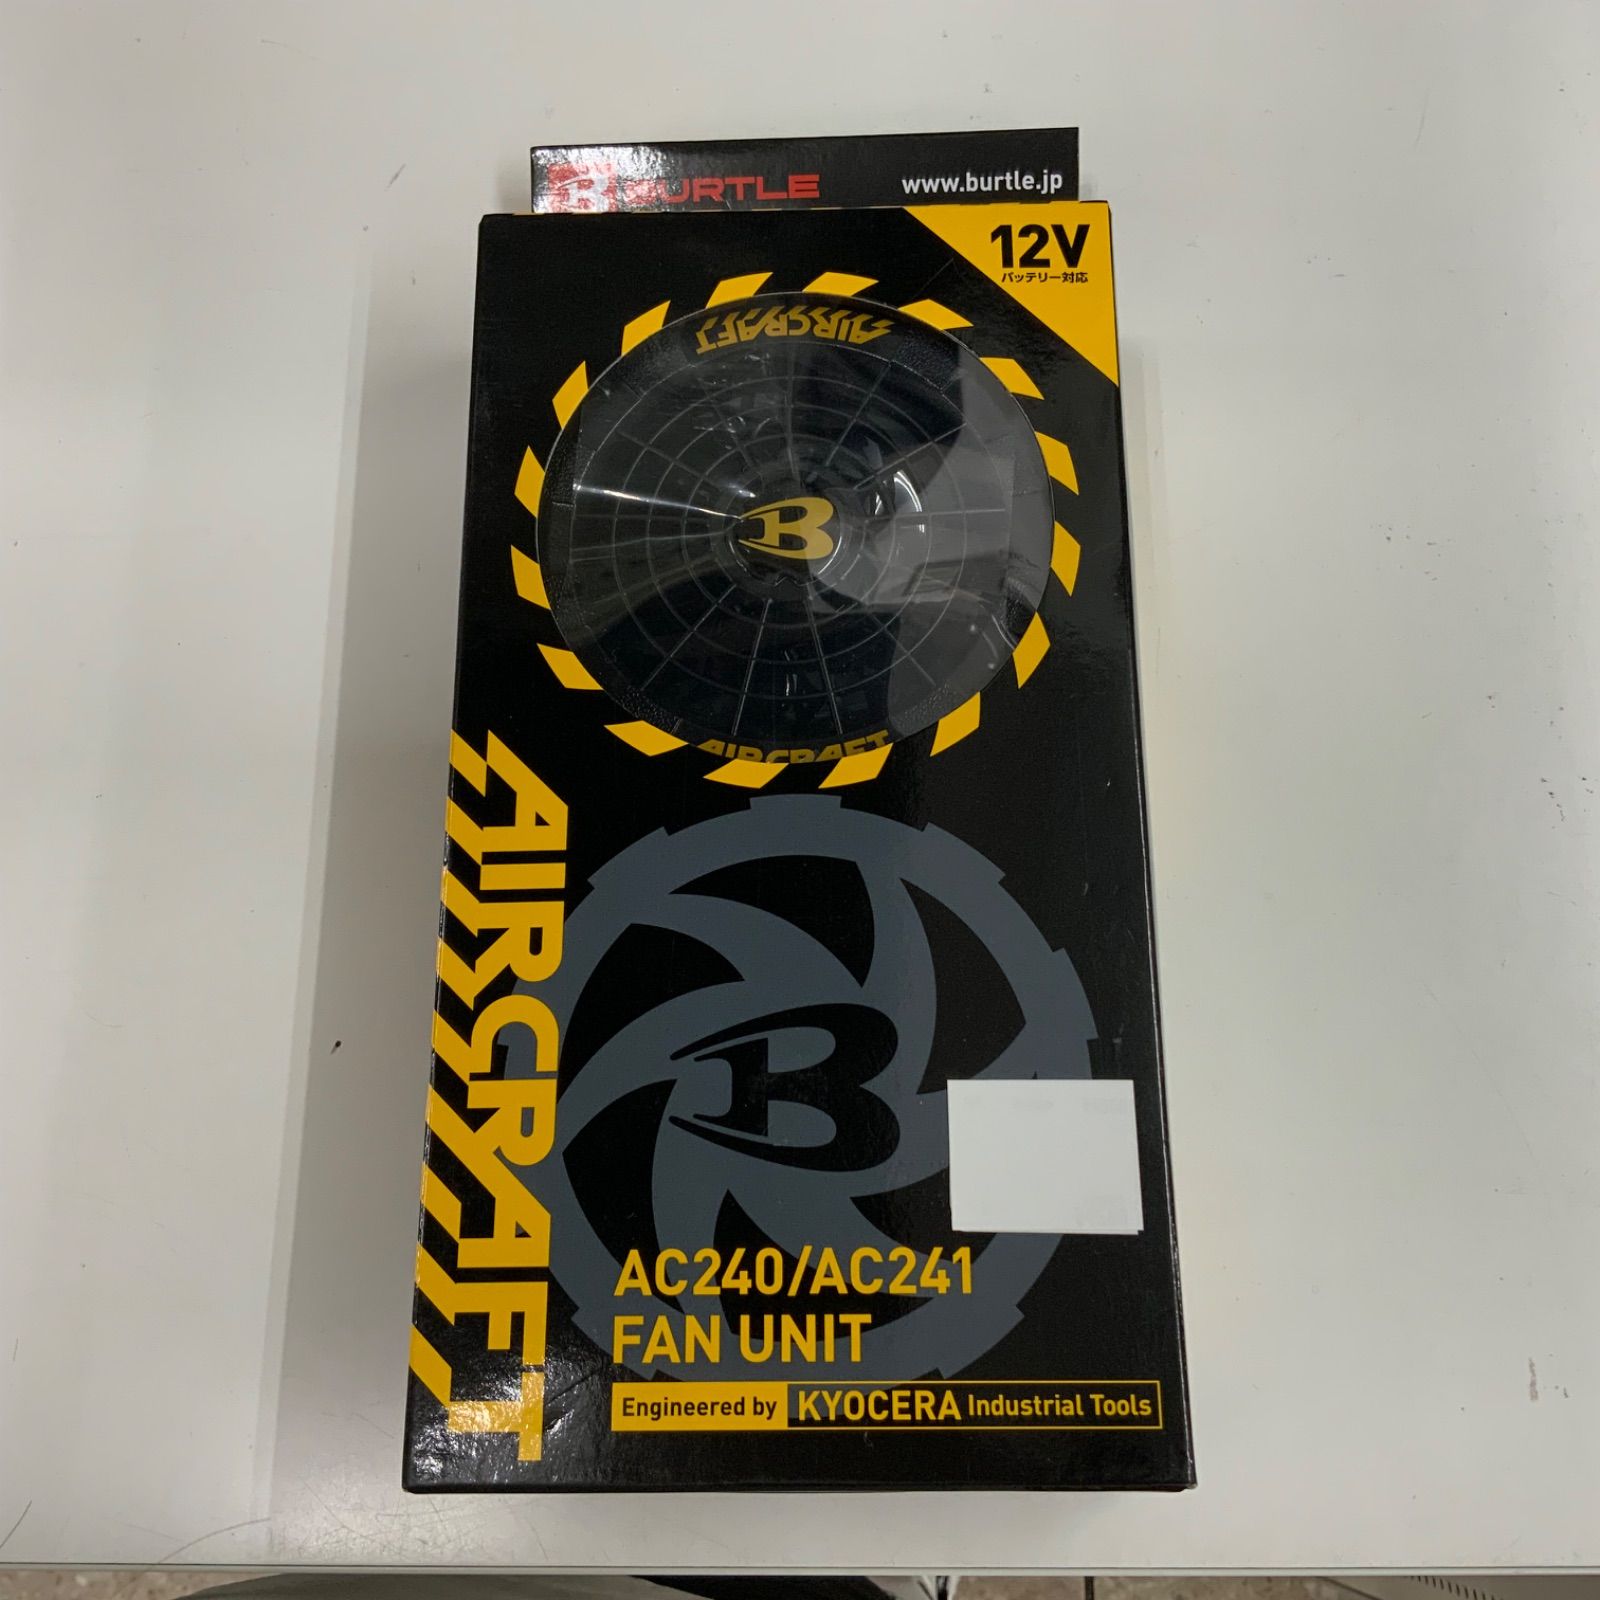 BURTLE
www.burtle.jp
12V
バッテリー対応
AIRCRAFT
B
AIRCRAFT
AIRCRAFT
B
AC240/AC241
FAN UNIT
Engineered by KYOCERA Industrial Tools